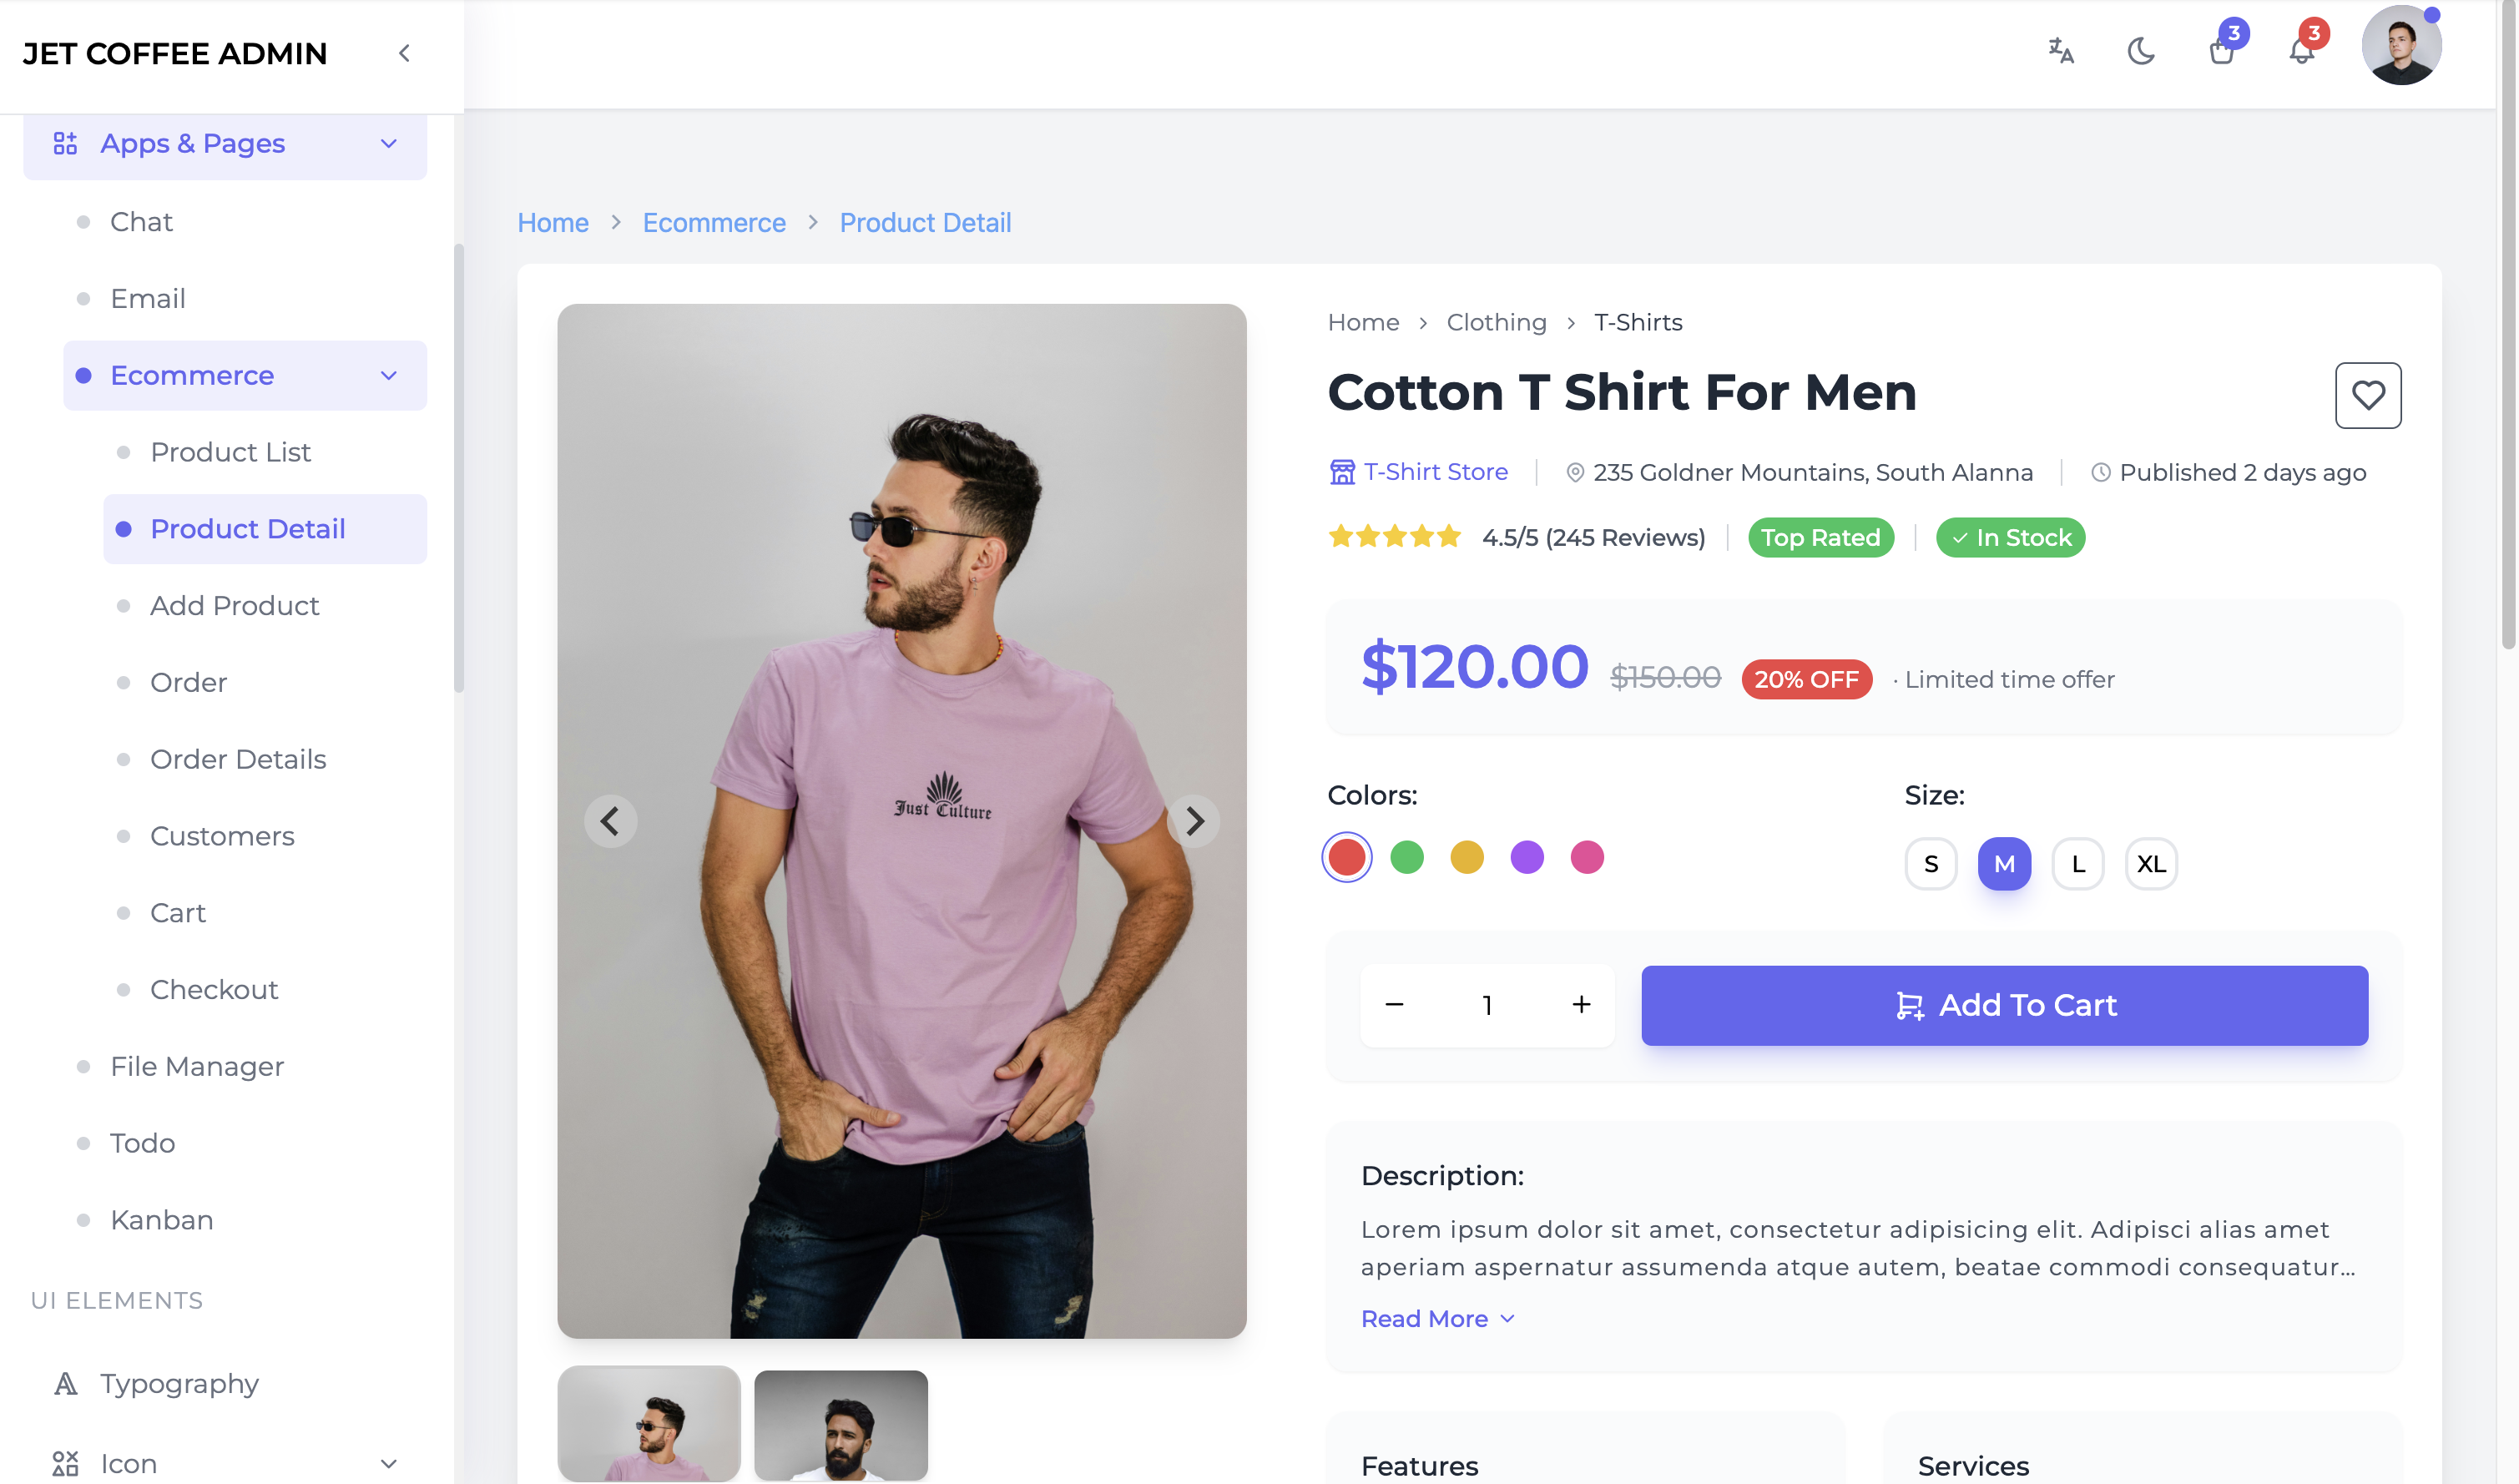 JET COFFEE ADMIN
3
3
Apps & Pages
Chat
Email
Ecommerce
Product List
Product Detail
Add Product
Order
Order Details
Customers
Cart
Checkout
File Manager
Todo
Kanban
UI ELEMENTS
Typography
Icon
Home > Ecommerce > Product Detail
Just Culture
Home > Clothing > T-Shirts
Cotton T Shirt For Men
T-Shirt Store | 235 Goldner Mountains, South Alanna | Published 2 days ago
4.5/5 (245 Reviews) | Top Rated | In Stock
$120.00 $150.00 20% OFF · Limited time offer
Colors:
Size:
S M L XL
− 1 + Add To Cart
Description:
Lorem ipsum dolor sit amet, consectetur adipisicing elit. Adipisci alias amet
aperiam aspernatur assumenda atque autem, beatae commodi consequatur...
Read More
Features
Services